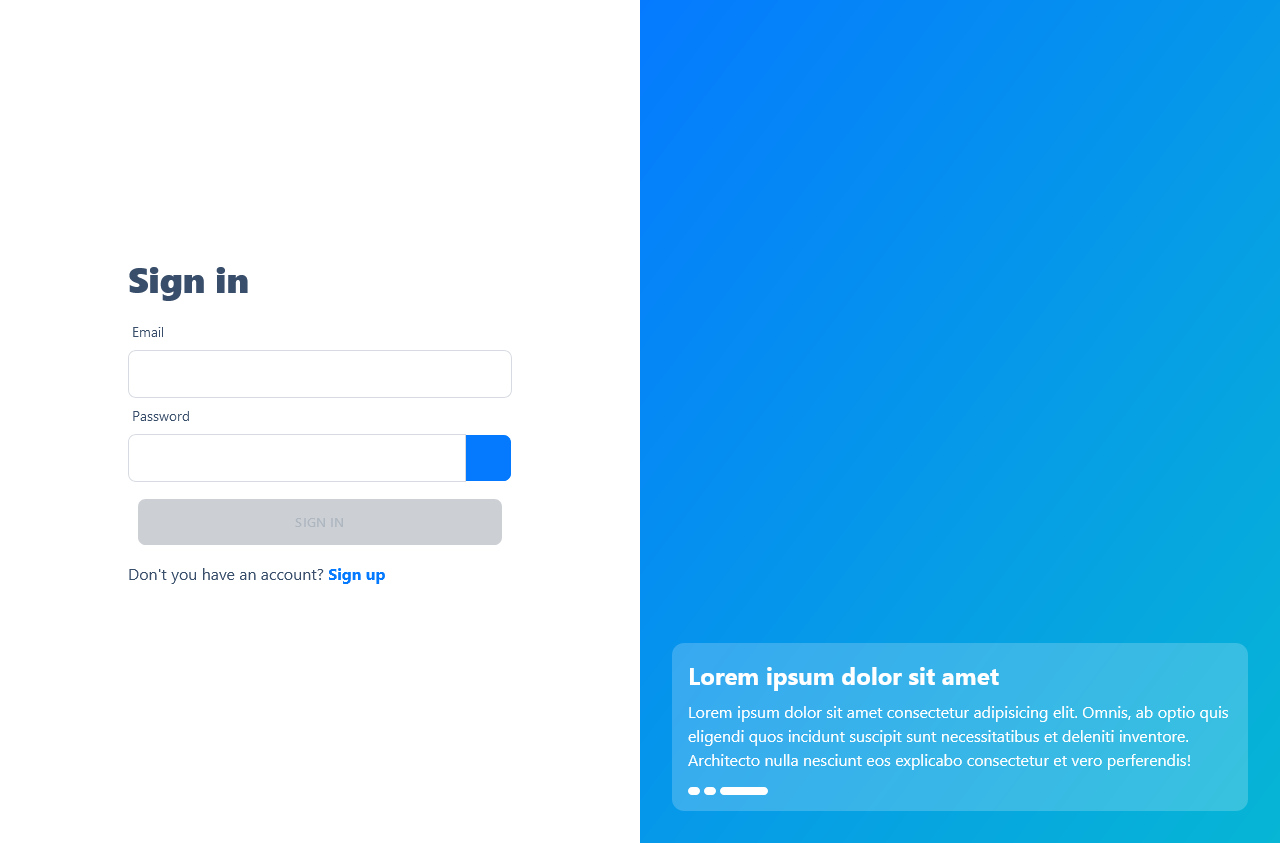 Sign in
Email
Password
SIGN IN
Don't you have an account? Sign up
Lorem ipsum dolor sit amet
Lorem ipsum dolor sit amet consectetur adipisicing elit. Omnis, ab optio quis
eligendi quos incidunt suscipit sunt necessitatibus et deleniti inventore.
Architecto nulla nesciunt eos explicabo consectetur et vero perferendis!